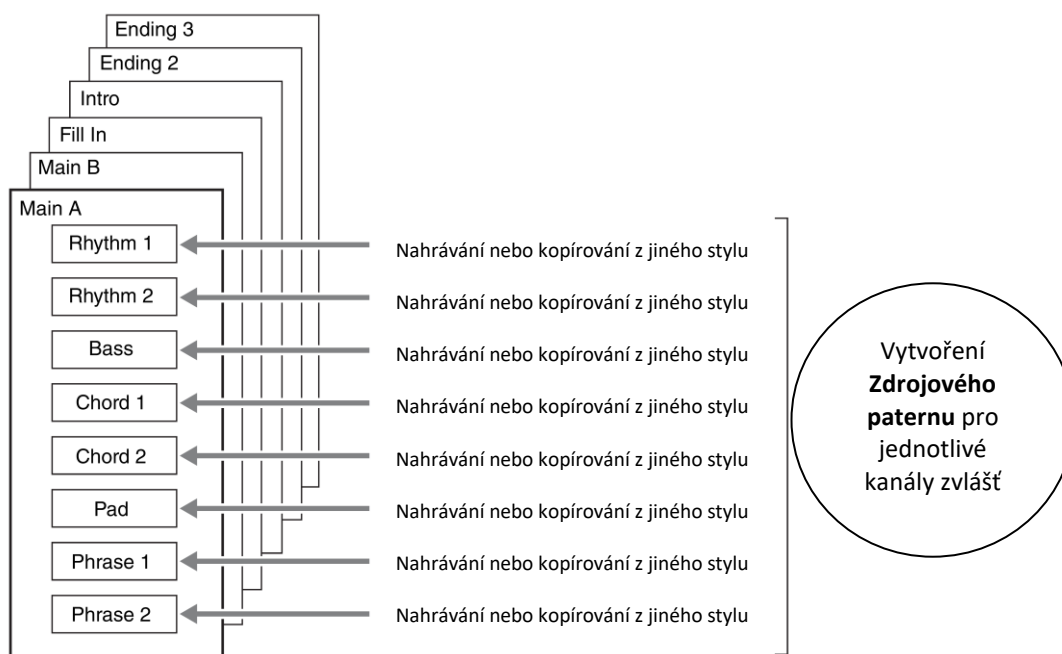 Ending 3
Ending 2
Intro
Fill In
Main B
Main A
Rhythm 1
Nahrávání nebo kopírování z jiného stylu
Rhythm 2
Nahrávání nebo kopírování z jiného stylu
Bass
Nahrávání nebo kopírování z jiného stylu
Chord 1
Nahrávání nebo kopírování z jiného stylu
Chord 2
Nahrávání nebo kopírování z jiného stylu
Pad
Nahrávání nebo kopírování z jiného stylu
Phrase 1
Nahrávání nebo kopírování z jiného stylu
Phrase 2
Nahrávání nebo kopírování z jiného stylu
Vytvoření
Zdrojového
paternu pro
jednotlivé
kanály zvlášť